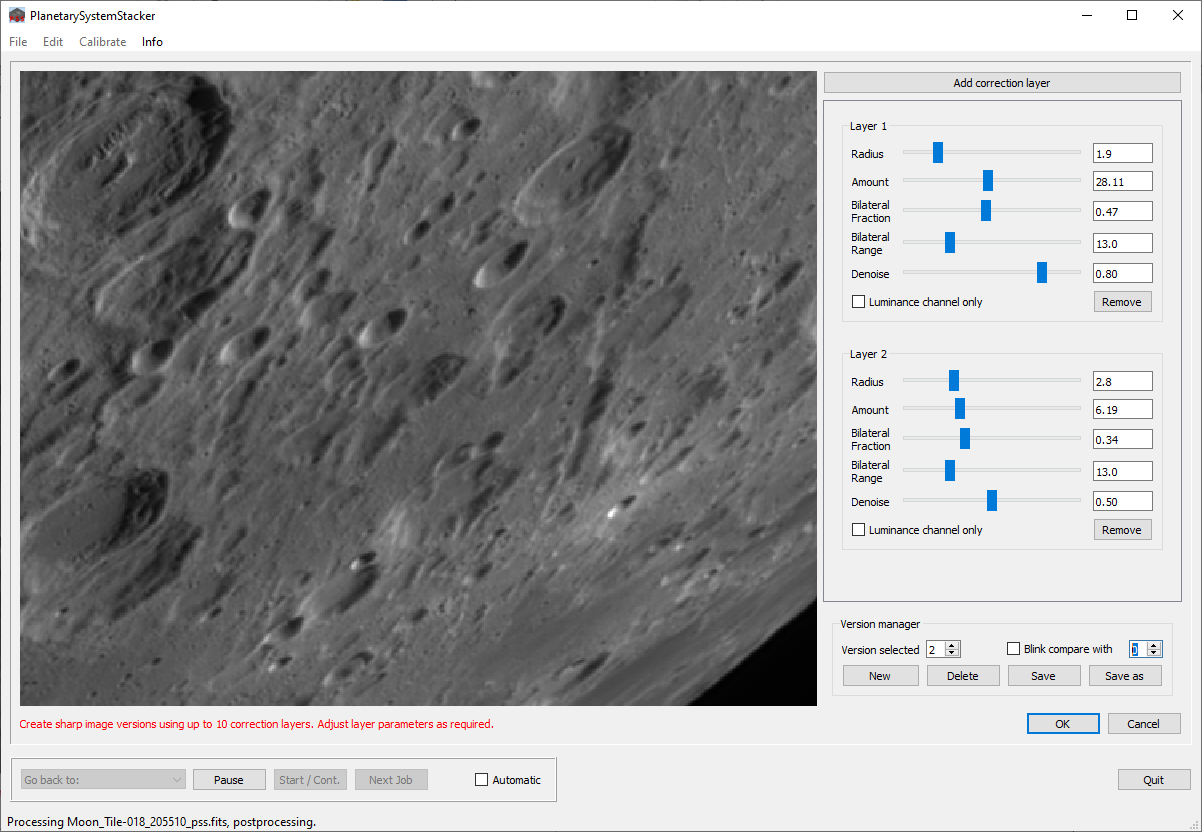 PlanetarySystemStacker
File Edit Calibrate Info
Add correction layer
Layer 1
Radius 1.9
Amount 28.11
Bilateral
Fraction 0.47
Bilateral
Range 13.0
Denoise 0.80
Luminance channel only Remove
Layer 2
Radius 2.8
Amount 6.19
Bilateral
Fraction 0.34
Bilateral
Range 13.0
Denoise 0.50
Luminance channel only Remove
Version manager
Version selected 2 Blink compare with 0
New Delete Save Save as
Create sharp image versions using up to 10 correction layers. Adjust layer parameters as required.
OK Cancel
Go back to: Pause Start / Cont. Next Job Automatic Quit
Processing Moon_Tile-018_205510_pss.fits, postprocessing.